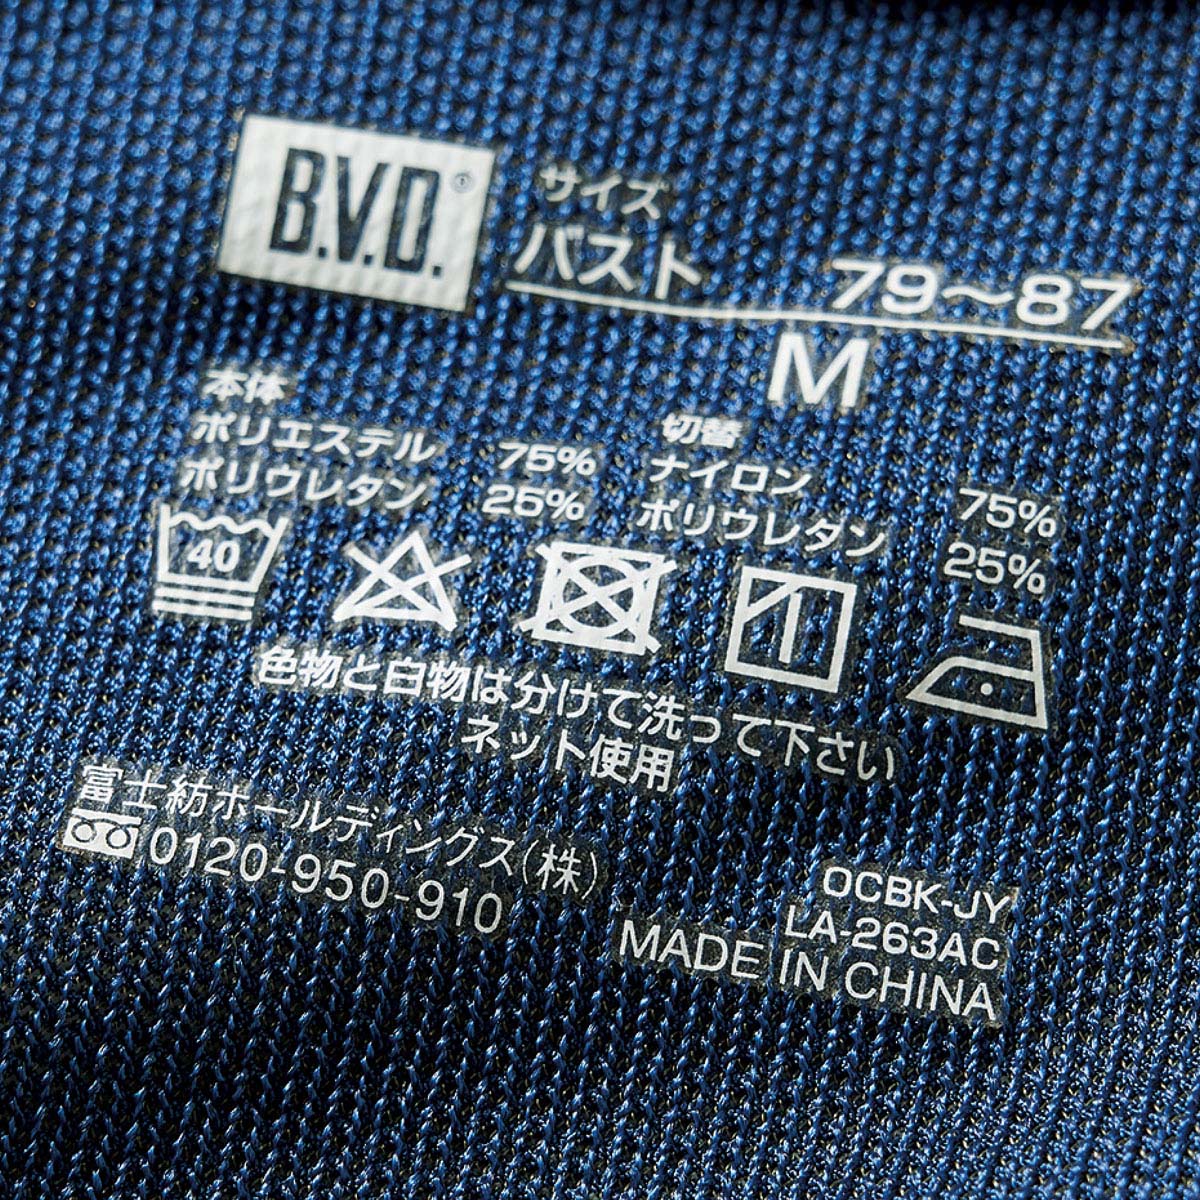 B.V.D.®
サイズ
バスト 79～87
M
本体
ポリエステル 75%
ポリウレタン 25%
切替
ナイロン 75%
ポリウレタン 25%
40
色物と白物は分けて洗って下さい
ネット使用
富士紡ホールディングス(株)
0120-950-910
OCBK-JY
LA-263AC
MADE IN CHINA